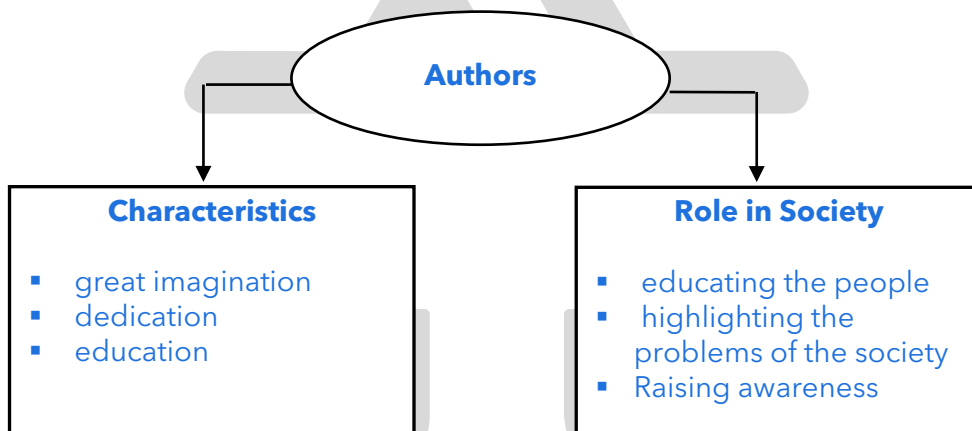 Authors
Characteristics
▪ great imagination
▪ dedication
▪ education
Role in Society
▪ educating the people
▪ highlighting the
problems of the society
▪ Raising awareness